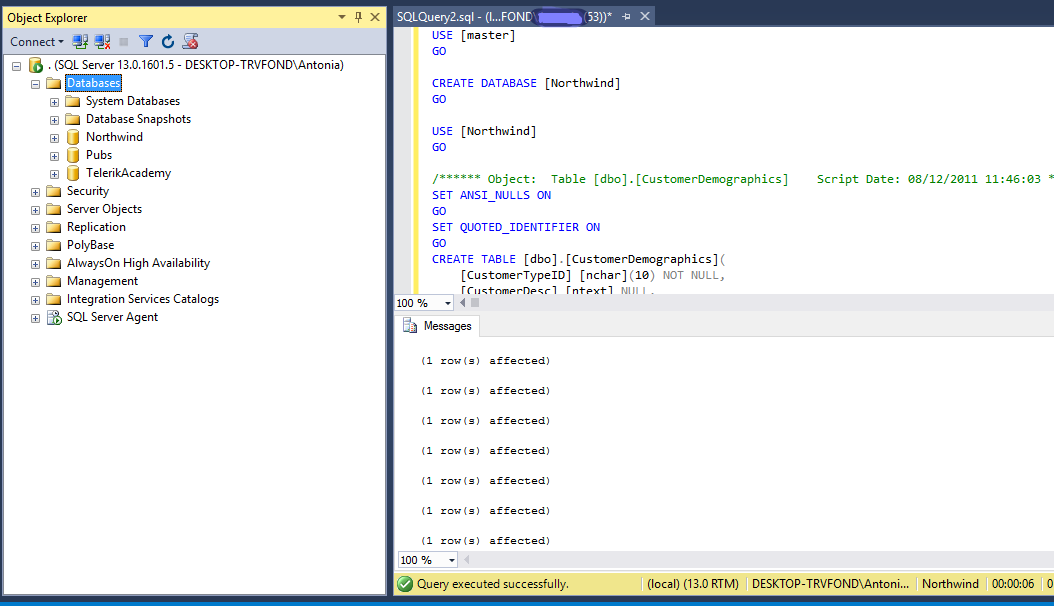 Object Explorer
Connect
. (SQL Server 13.0.1601.5 - DESKTOP-TRVFOND\Antonia)
Databases
System Databases
Database Snapshots
Northwind
Pubs
TelerikAcademy
Security
Server Objects
Replication
PolyBase
AlwaysOn High Availability
Management
Integration Services Catalogs
SQL Server Agent
SQLQuery2.sql - (l...FOND\ (53))*
USE [master]
GO
CREATE DATABASE [Northwind]
GO
USE [Northwind]
GO
/****** Object:  Table [dbo].[CustomerDemographics]    Script Date: 08/12/2011 11:46:03 *
SET ANSI_NULLS ON
GO
SET QUOTED_IDENTIFIER ON
GO
CREATE TABLE [dbo].[CustomerDemographics](
[CustomerTypeID] [nchar](10) NOT NULL,
[CustomerDesc] [ntext] NULL,
100 %
Messages
(1 row(s) affected)
(1 row(s) affected)
(1 row(s) affected)
(1 row(s) affected)
(1 row(s) affected)
(1 row(s) affected)
(1 row(s) affected)
100 %
Query executed successfully.
(local) (13.0 RTM)
DESKTOP-TRVFOND\Antoni...
Northwind
00:00:06
0